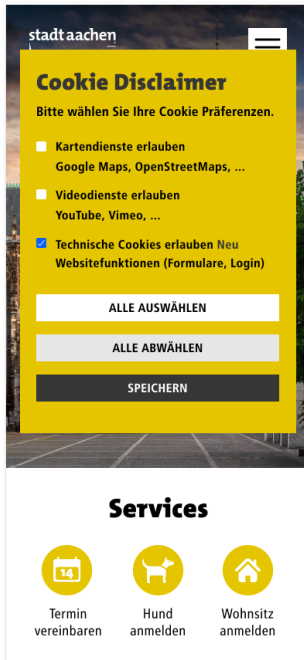 stadt aachen
Cookie Disclaimer
Bitte wählen Sie Ihre Cookie Präferenzen.
Kartendienste erlauben
Google Maps, OpenStreetMaps, ...
Videodienste erlauben
YouTube, Vimeo, ...
Technische Cookies erlauben Neu
Websitefunktionen (Formulare, Login)
ALLE AUSWÄHLEN
ALLE ABWÄHLEN
SPEICHERN
Services
14
Termin
vereinbaren
Hund
anmelden
Wohnsitz
anmelden